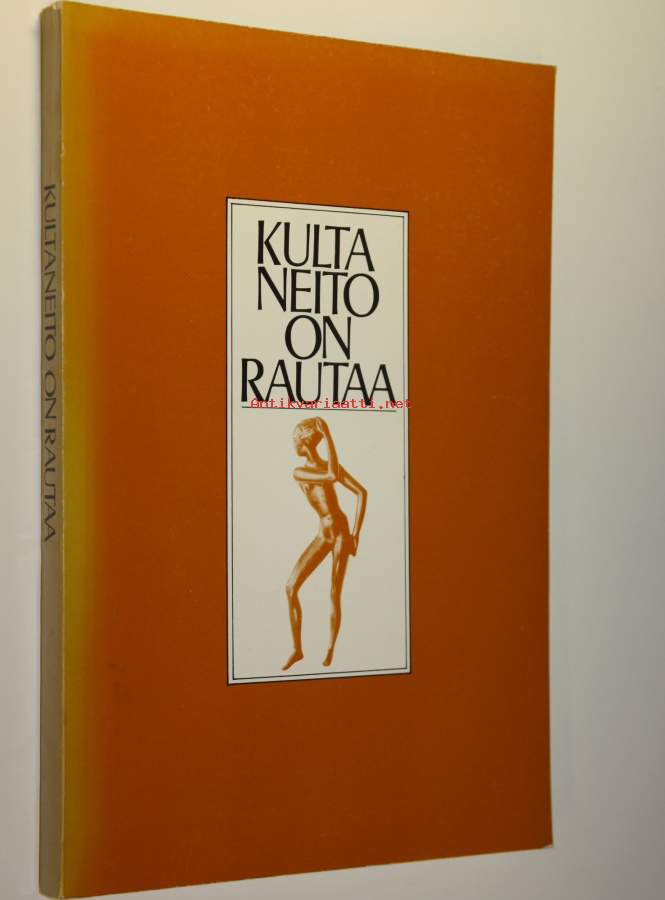 KULTANEITO ON RAUTAA
KULTA
NEITO
ON
RAUTAA
Antikvariaatti.net